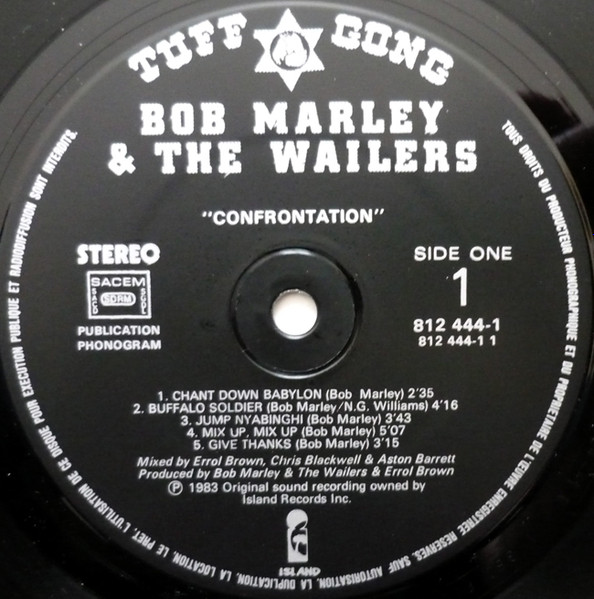 TUFF GONG
BOB MARLEY
& THE WAILERS
"CONFRONTATION"
STEREO
SACEM
SACD SDRM SGDL
PUBLICATION
PHONOGRAM
SIDE ONE
1
812 444-1
812 444-1 1
1. CHANT DOWN BABYLON (Bob Marley) 2'35
2. BUFFALO SOLDIER (Bob Marley/N.G. Williams) 4'16
3. JUMP NYABINGHI (Bob Marley) 3'43
4. MIX UP, MIX UP (Bob Marley) 5'07
5. GIVE THANKS (Bob Marley) 3'15
Mixed by Errol Brown, Chris Blackwell & Aston Barrett
Produced by Bob Marley & The Wailers & Errol Brown
Ⓟ 1983 Original sound recording owned by
Island Records Inc.
ISLAND
TOUS DROITS DU PRODUCTEUR PHONOGRAPHIQUE ET DU PROPRIETAIRE DE L'ŒUVRE ENREGISTREE RESERVES. SAUF AUTORISATION, LA DUPLICATION, LA LOCATION, LE PRET, L'UTILISATION DE CE DISQUE POUR EXECUTION PUBLIQUE ET RADIODIFFUSION SONT INTERDITS.